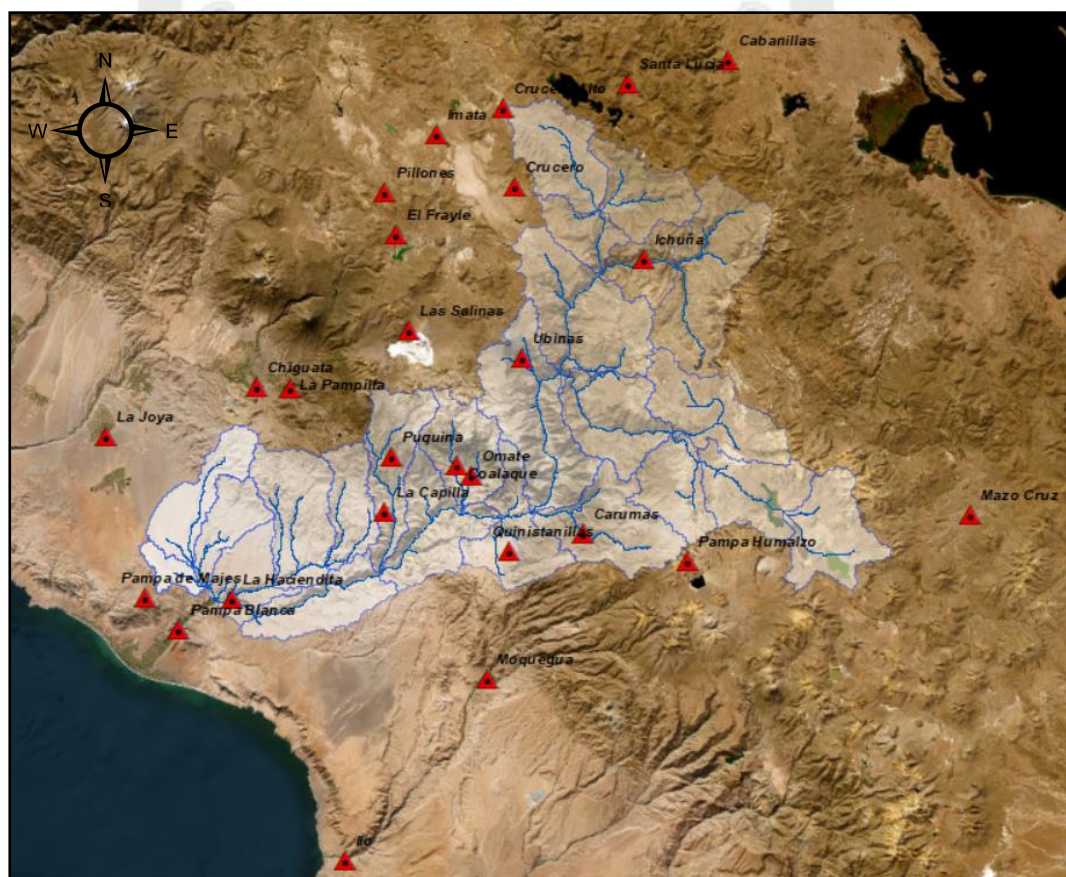 N
W
E
S
Cabanillas
Santa Lucia
Crucero Alto
Imata
Crucero
Pillones
El Frayle
Ichuña
Las Salinas
Ubinas
Chiguata
La Pampilla
La Joya
Puquina
Omate
Coalaque
La Capilla
Mazo Cruz
Quinistanillas
Carumas
Pampa Humalzo
Pampa de Majes
La Haciendita
Pampa Blanca
Moquegua
Ilo